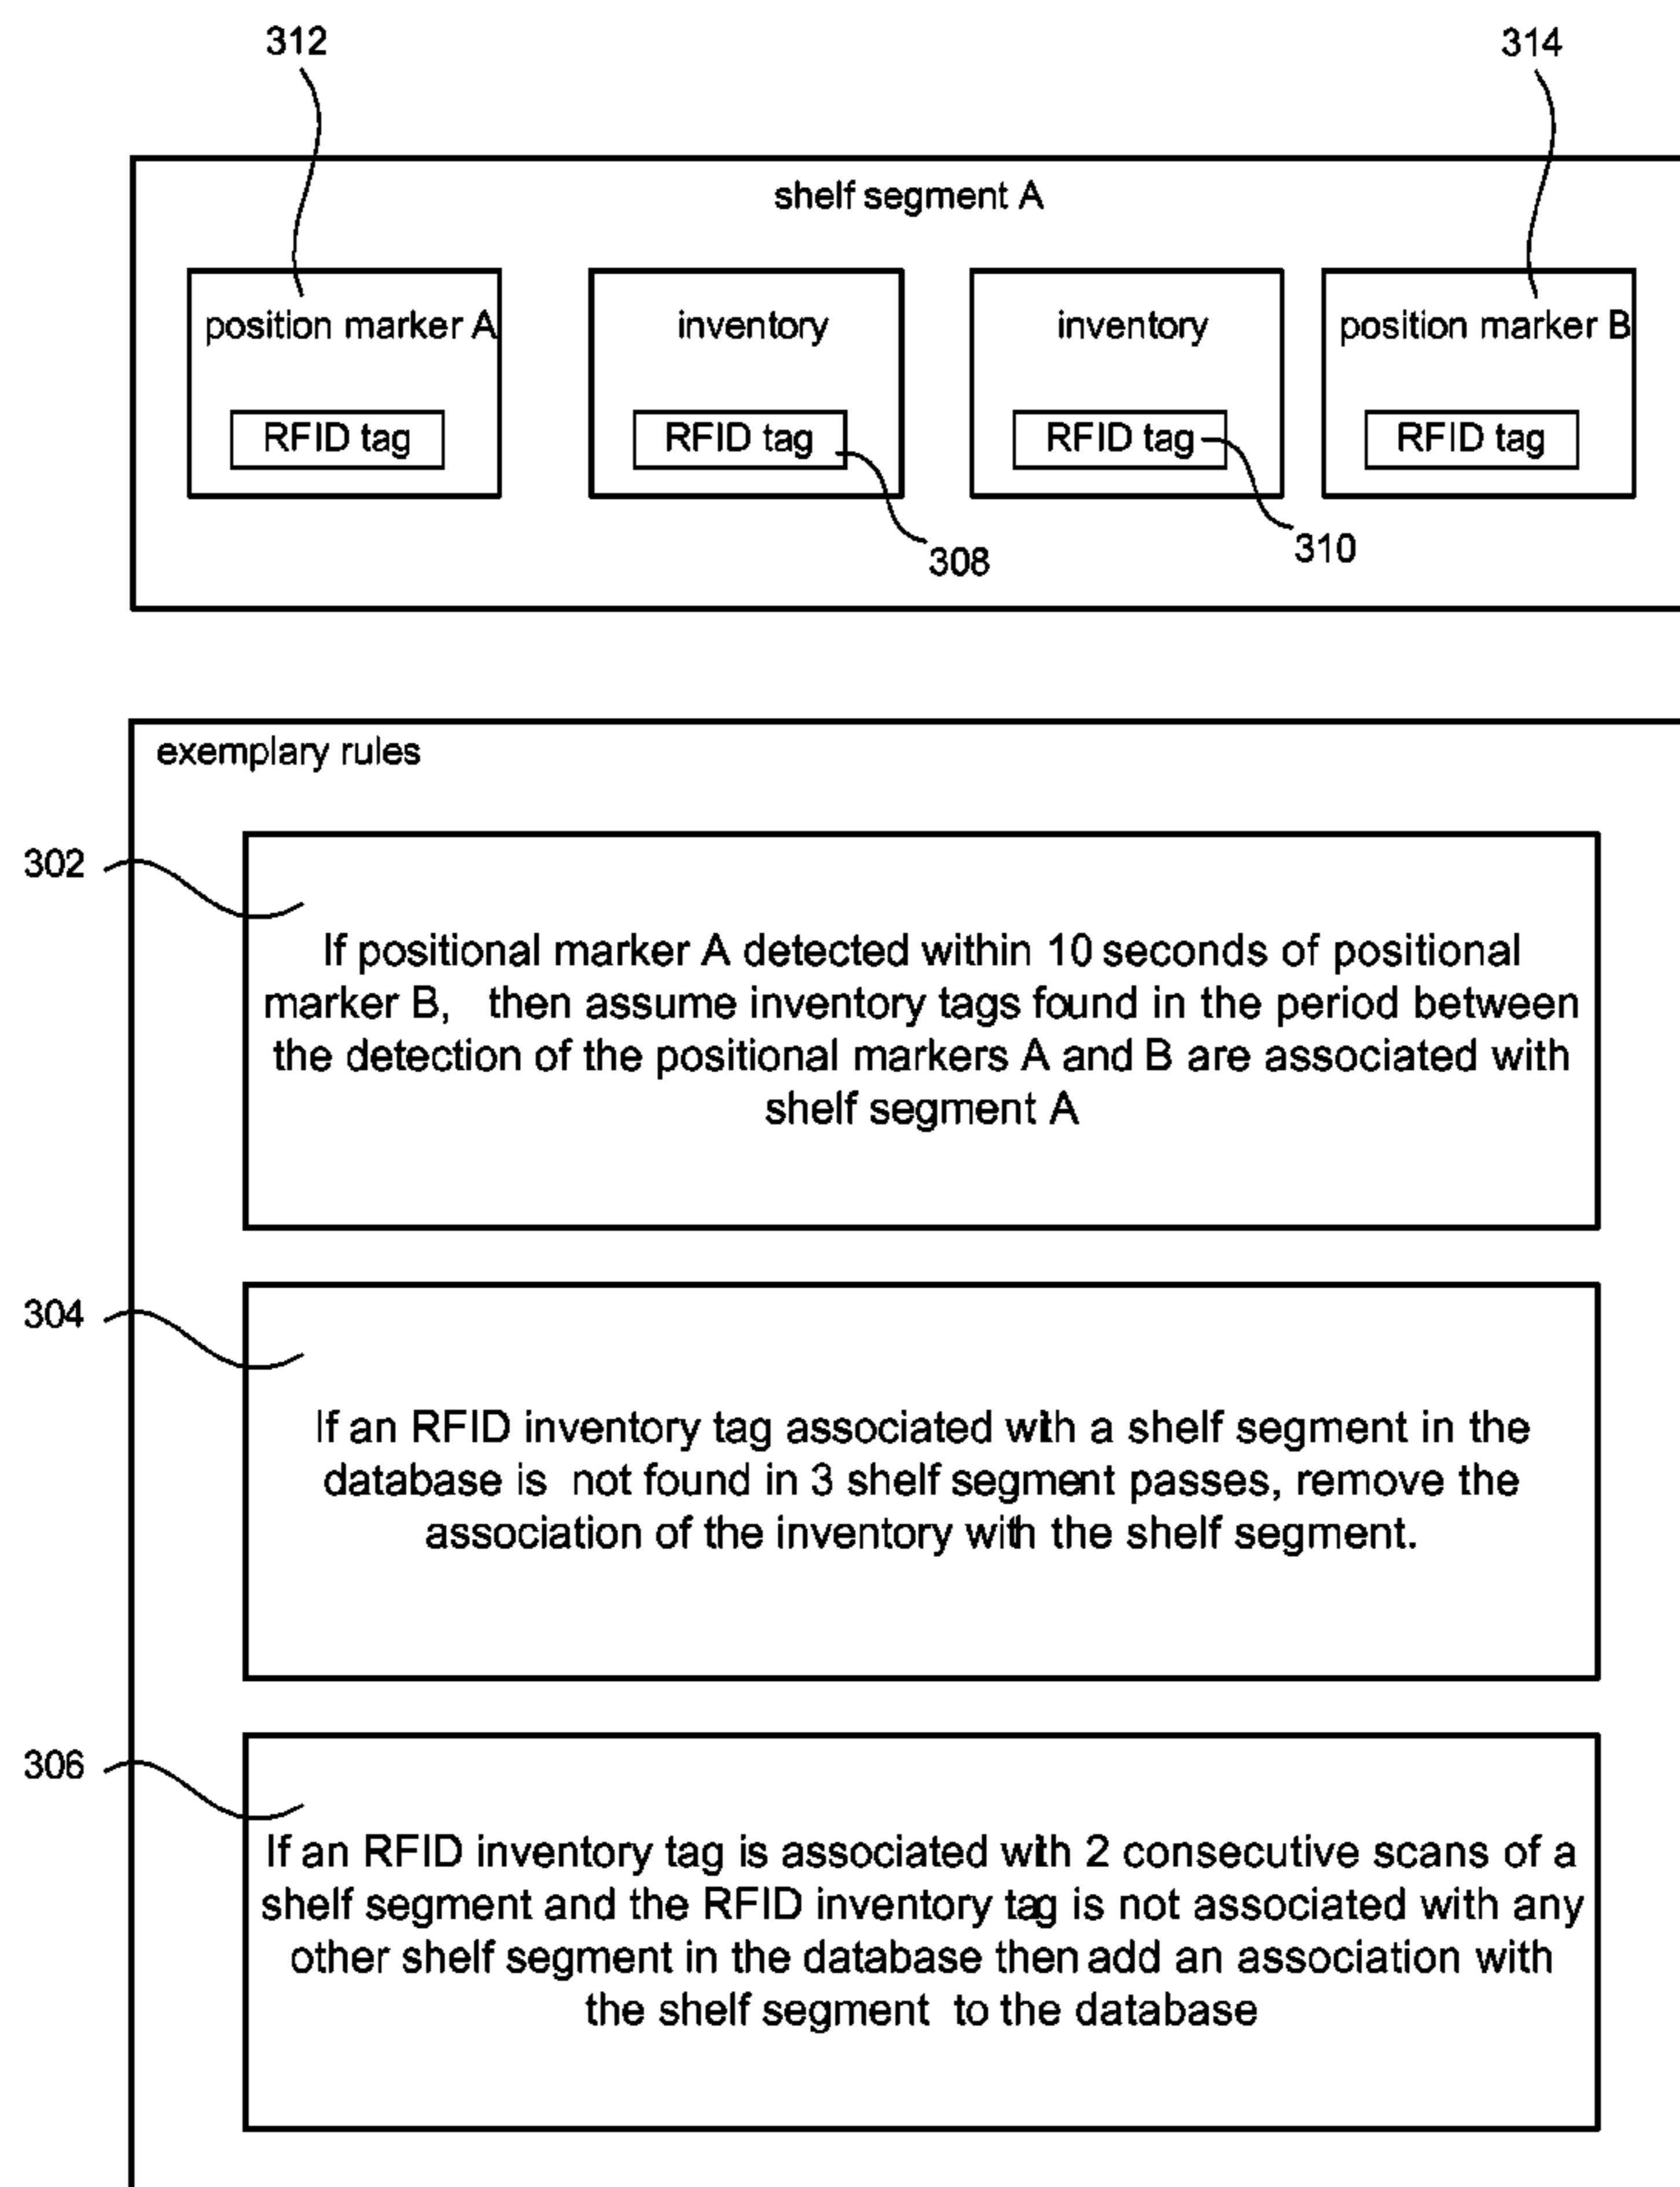 312
314
shelf segment A
position marker A
inventory
inventory
position marker B
RFID tag
RFID tag
RFID tag
RFID tag
308
310
exemplary rules
302
If positional marker A detected within 10 seconds of positional
marker B, then assume inventory tags found in the period between
the detection of the positional markers A and B are associated with
shelf segment A
304
If an RFID inventory tag associated with a shelf segment in the
database is not found in 3 shelf segment passes, remove the
association of the inventory with the shelf segment.
306
If an RFID inventory tag is associated with 2 consecutive scans of a
shelf segment and the RFID inventory tag is not associated with any
other shelf segment in the database then add an association with
the shelf segment to the database